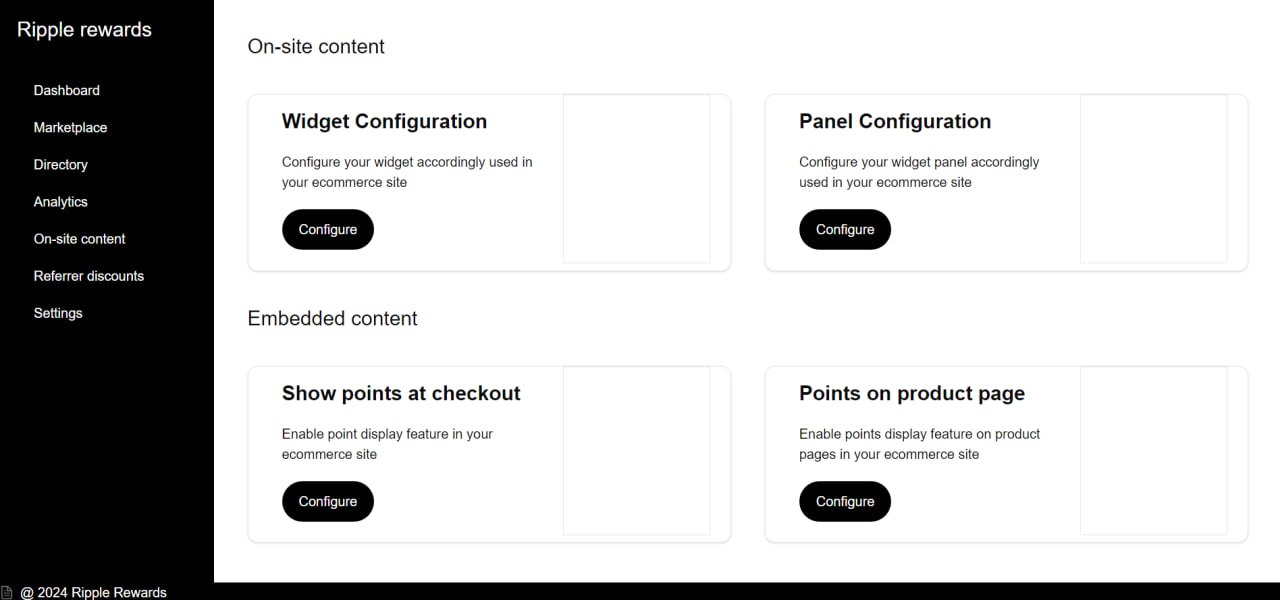 Ripple rewards
Dashboard
Marketplace
Directory
Analytics
On-site content
Referrer discounts
Settings
On-site content
Widget Configuration
Configure your widget accordingly used in
your ecommerce site
Configure
Panel Configuration
Configure your widget panel accordingly
used in your ecommerce site
Configure
Embedded content
Show points at checkout
Enable point display feature in your
ecommerce site
Configure
Points on product page
Enable points display feature on product
pages in your ecommerce site
Configure
@ 2024 Ripple Rewards